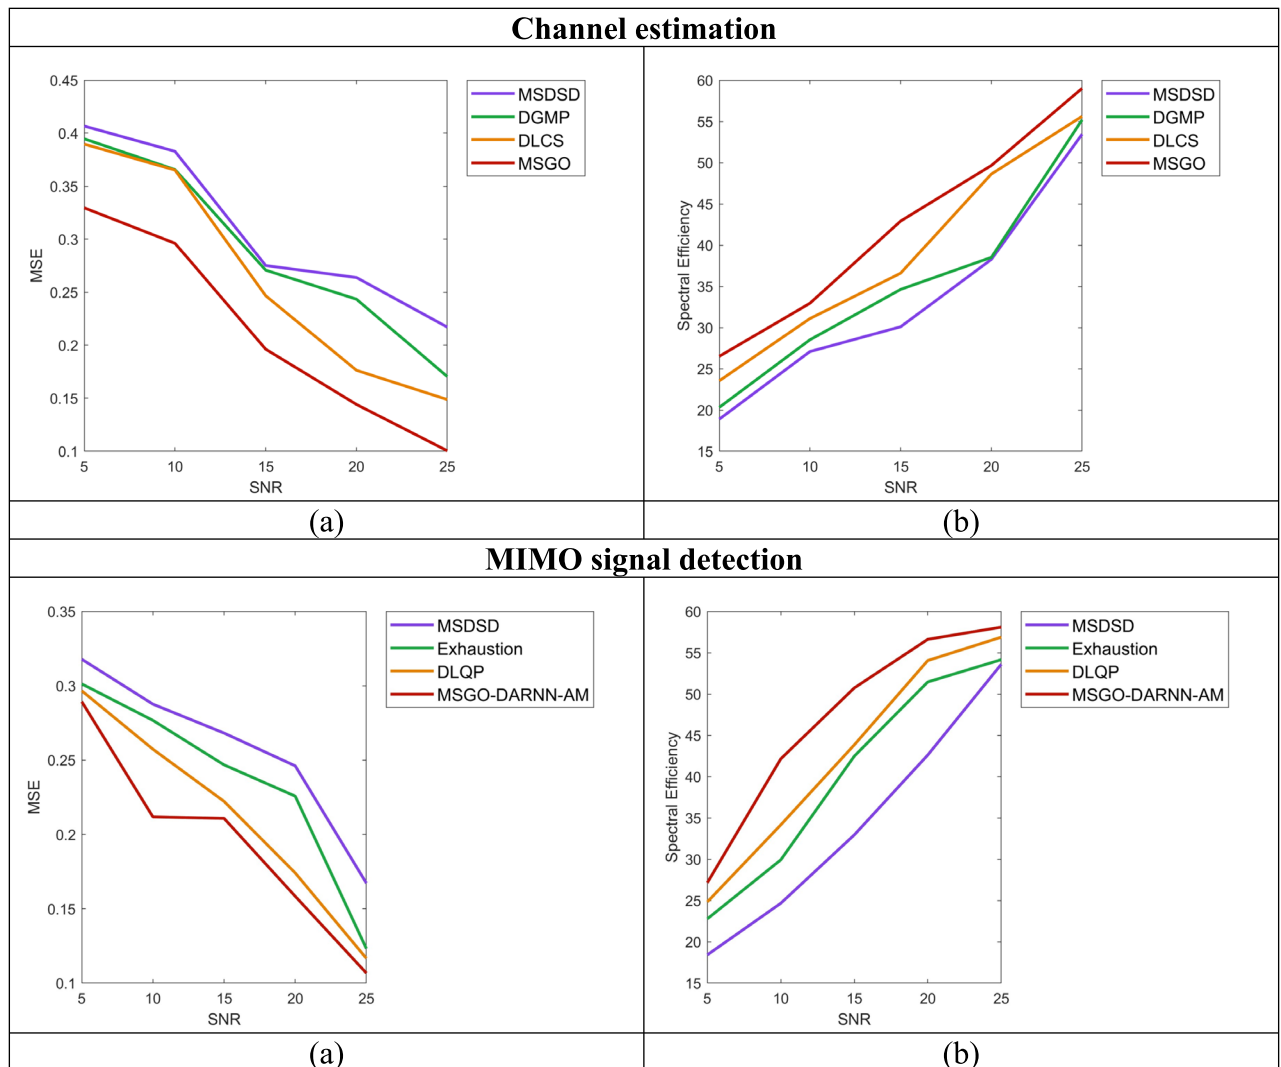 Channel estimation
0.45
0.4
0.35
0.3
0.25
0.2
0.15
0.1
MSE
5 10 15 20 25
SNR
MSDSD
DGMP
DLCS
MSGO
60
55
50
45
40
35
30
25
20
15
Spectral Efficiency
5 10 15 20 25
SNR
MSDSD
DGMP
DLCS
MSGO
(a) (b)
MIMO signal detection
0.35
0.3
0.25
0.2
0.15
0.1
MSE
5 10 15 20 25
SNR
MSDSD
Exhaustion
DLQP
MSGO-DARNN-AM
60
55
50
45
40
35
30
25
20
15
Spectral Efficiency
5 10 15 20 25
SNR
MSDSD
Exhaustion
DLQP
MSGO-DARNN-AM
(a) (b)